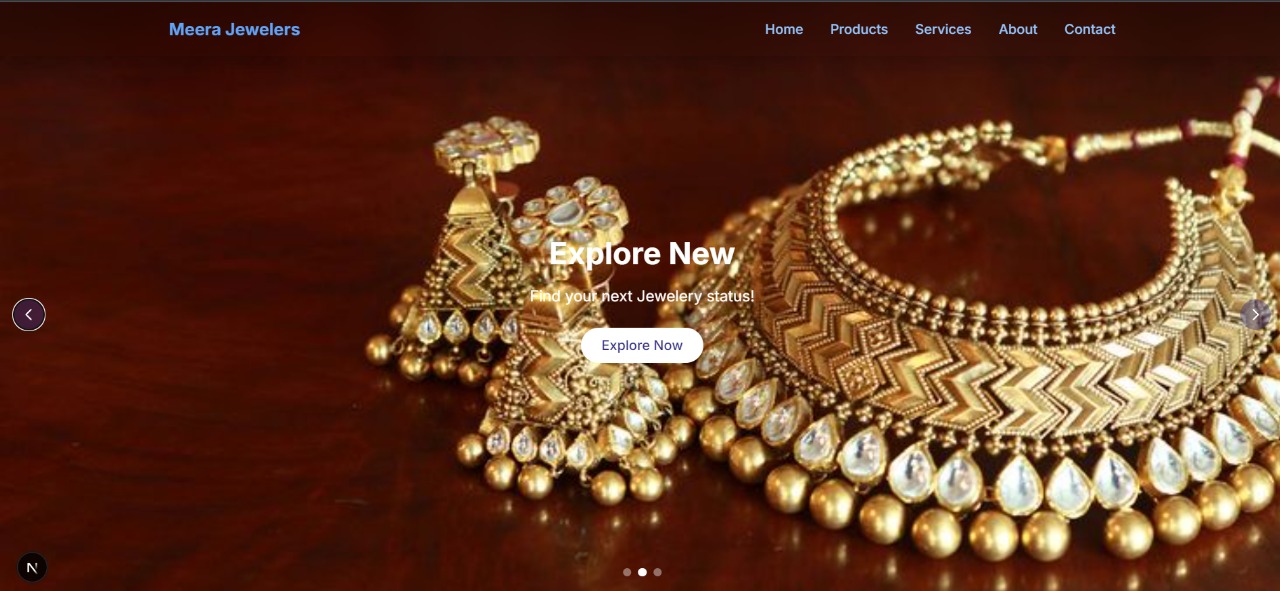 Meera Jewelers
Home Products Services About Contact
Explore New
Find your next Jewelery status!
Explore Now
N